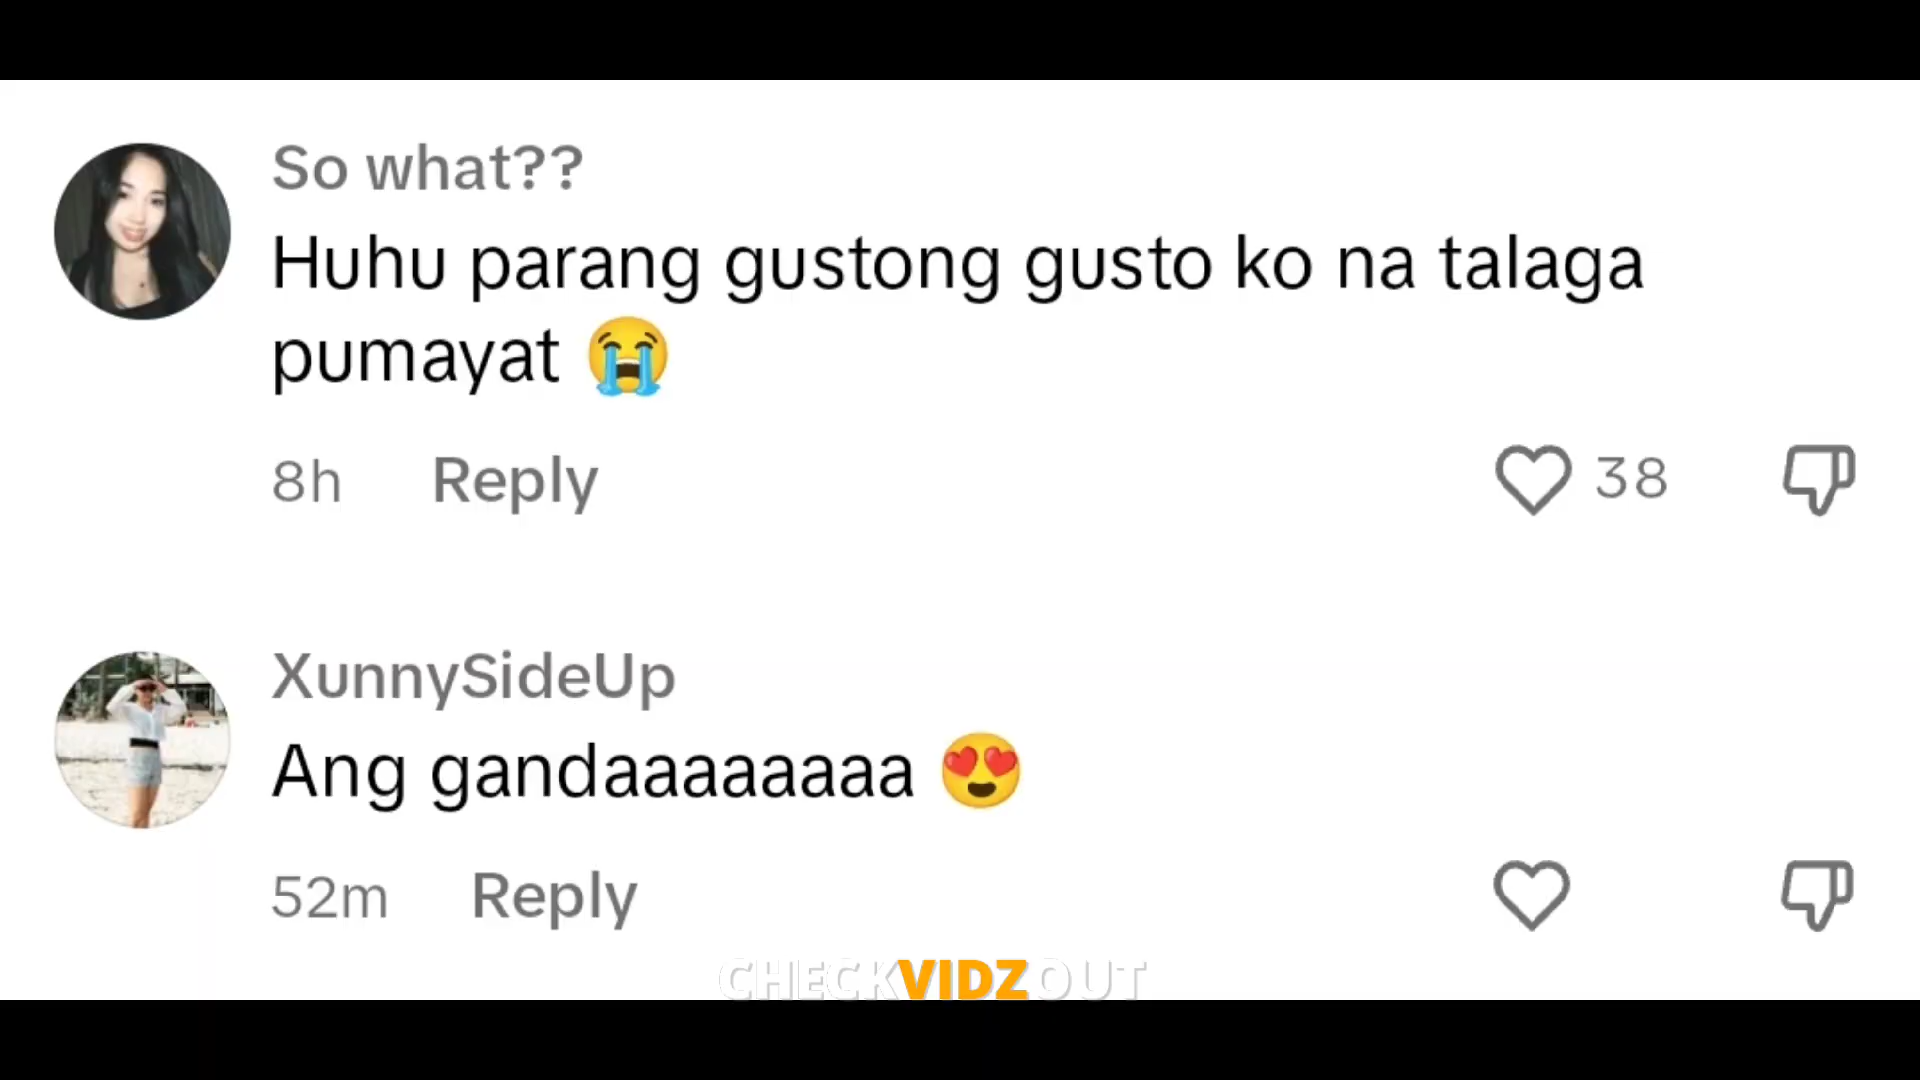 So what??
Huhu parang gustong gusto ko na talaga
pumayat 😭
8h Reply 38
XunnySideUp
Ang gandaaaaaaaa 😍
52m Reply
CHECKVIDZOUT